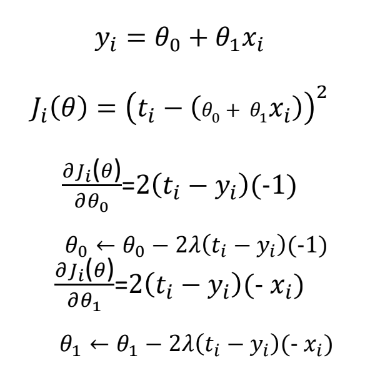 yᵢ = θ₀ + θ₁xᵢ
Jᵢ(θ) = (tᵢ − (θ₀ + θ₁xᵢ))²
∂Jᵢ(θ)/∂θ₀ =2(tᵢ − yᵢ)(-1)
θ₀ ← θ₀ − 2λ(tᵢ − yᵢ)(-1)
∂Jᵢ(θ)/∂θ₁ =2(tᵢ − yᵢ)(- xᵢ)
θ₁ ← θ₁ − 2λ(tᵢ − yᵢ)(- xᵢ)